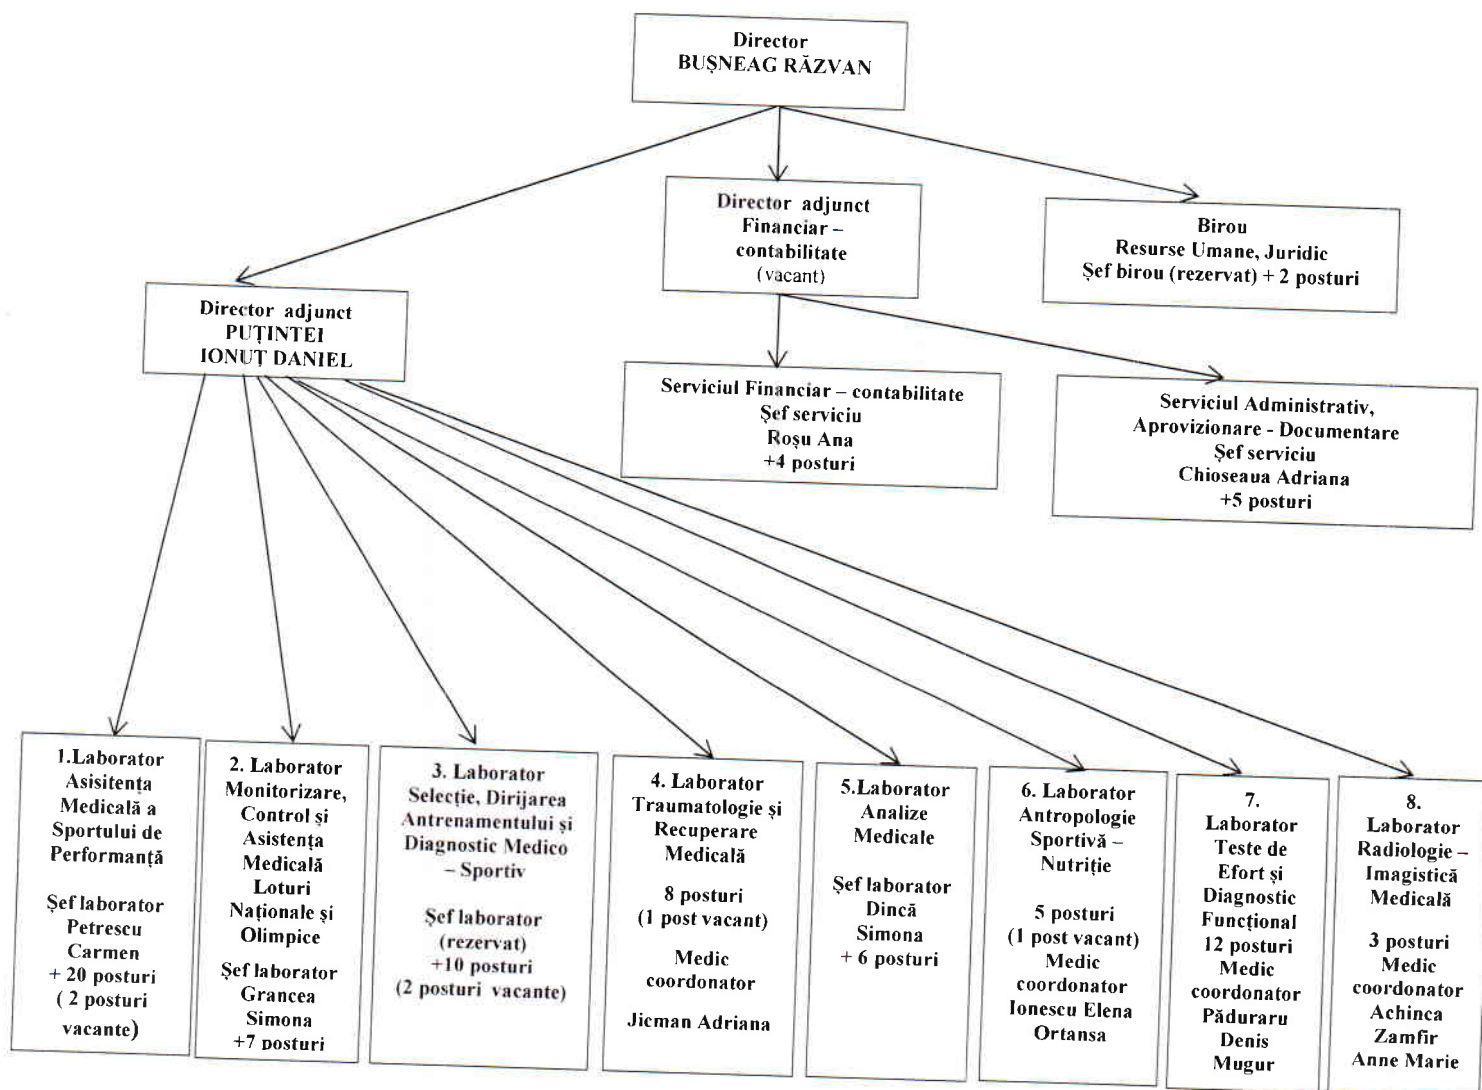 Director
BUȘNEAG RĂZVAN
Director adjunct
Financiar –
contabilitate
(vacant)
Birou
Resurse Umane, Juridic
Șef birou (rezervat) + 2 posturi
Director adjunct
PUȚINTEI
IONUȚ DANIEL
Serviciul Financiar – contabilitate
Șef serviciu
Roșu Ana
+4 posturi
Serviciul Administrativ,
Aprovizionare - Documentare
Șef serviciu
Chioseaua Adriana
+5 posturi
1.Laborator
Asisitența
Medicală a
Sportului de
Performanță
Șef laborator
Petrescu
Carmen
+ 20 posturi
( 2 posturi
vacante)
2. Laborator
Monitorizare,
Control și
Asistența
Medicală
Loturi
Naționale și
Olimpice
Șef laborator
Grancea
Simona
+7 posturi
3. Laborator
Selecție, Dirijarea
Antrenamentului și
Diagnostic Medico
– Sportiv
Șef laborator
(rezervat)
+10 posturi
(2 posturi vacante)
4. Laborator
Traumatologie și
Recuperare
Medicală
8 posturi
(1 post vacant)
Medic
coordonator
Jicman Adriana
5.Laborator
Analize
Medicale
Șef laborator
Dincă
Simona
+ 6 posturi
6. Laborator
Antropologie
Sportivă –
Nutriție
5 posturi
(1 post vacant)
Medic
coordonator
Ionescu Elena
Ortansa
7.
Laborator
Teste de
Efort și
Diagnostic
Funcțional
12 posturi
Medic
coordonator
Păduraru
Denis
Mugur
8.
Laborator
Radiologie –
Imagistică
Medicală
3 posturi
Medic
coordonator
Achinca
Zamfir
Anne Marie